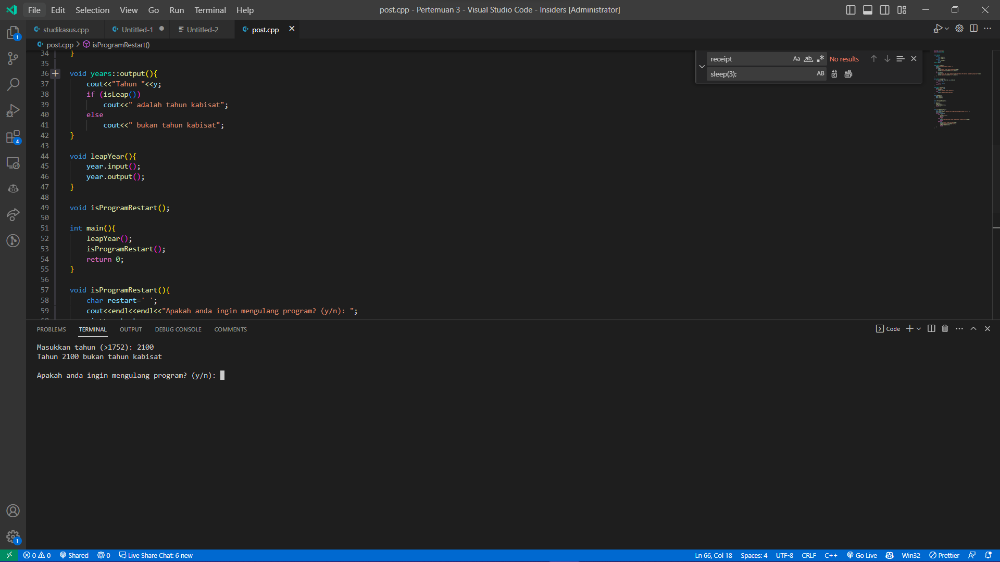 File Edit Selection View Go Run Terminal Help
post.cpp - Pertemuan 3 - Visual Studio Code - Insiders [Administrator]
studikasus.cpp
Untitled-1
Untitled-2
post.cpp
post.cpp > isProgramRestart()
receipt
Aa ab .*
No results
sleep(3);
AB
34 }
35
36 void years::output(){
37 cout<<"Tahun "<<y;
38 if (isLeap())
39 cout<<" adalah tahun kabisat";
40 else
41 cout<<" bukan tahun kabisat";
42 }
43
44 void leapYear(){
45 year.input();
46 year.output();
47 }
48
49 void isProgramRestart();
50
51 int main(){
52 leapYear();
53 isProgramRestart();
54 return 0;
55 }
56
57 void isProgramRestart(){
58 char restart=' ';
59 cout<<endl<<endl<<"Apakah anda ingin mengulang program? (y/n): ";
PROBLEMS TERMINAL OUTPUT DEBUG CONSOLE COMMENTS
Code
Masukkan tahun (>1752): 2100
Tahun 2100 bukan tahun kabisat
Apakah anda ingin mengulang program? (y/n):
1
4
1
0 0 Shared 0 Live Share Chat: 6 new
Ln 66, Col 18 Spaces: 4 UTF-8 CRLF C++ Go Live Win32 Prettier